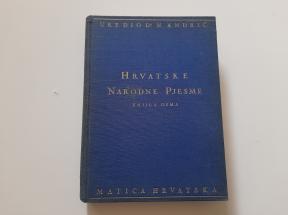 UREDIO Dr N. ANDRIĆ
HRVATSKE
NARODNE PJESME
KNJIGA OSMA
MATICA HRVATSKA